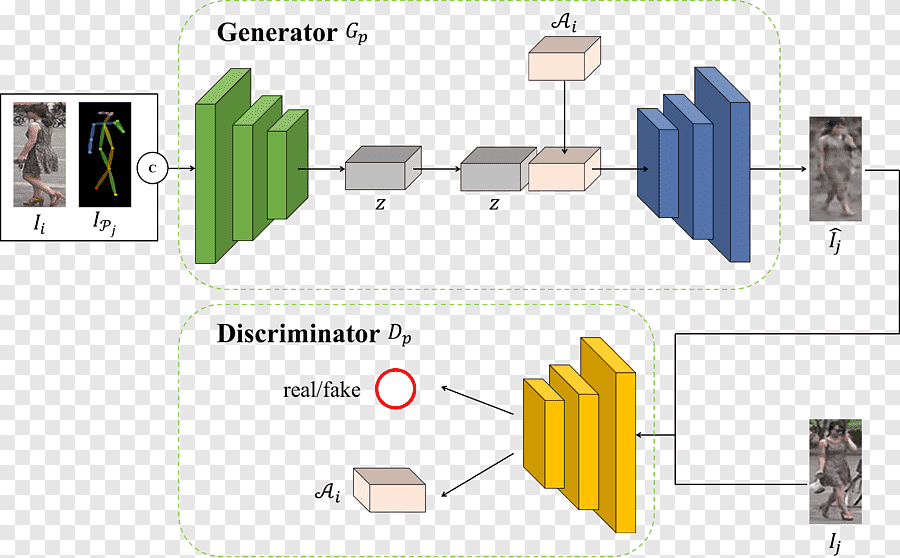 Generator G_p
𝒜_i
c
z
z
I_i
I_𝒫_j
Î_j
Discriminator D_p
real/fake
𝒜_i
I_j